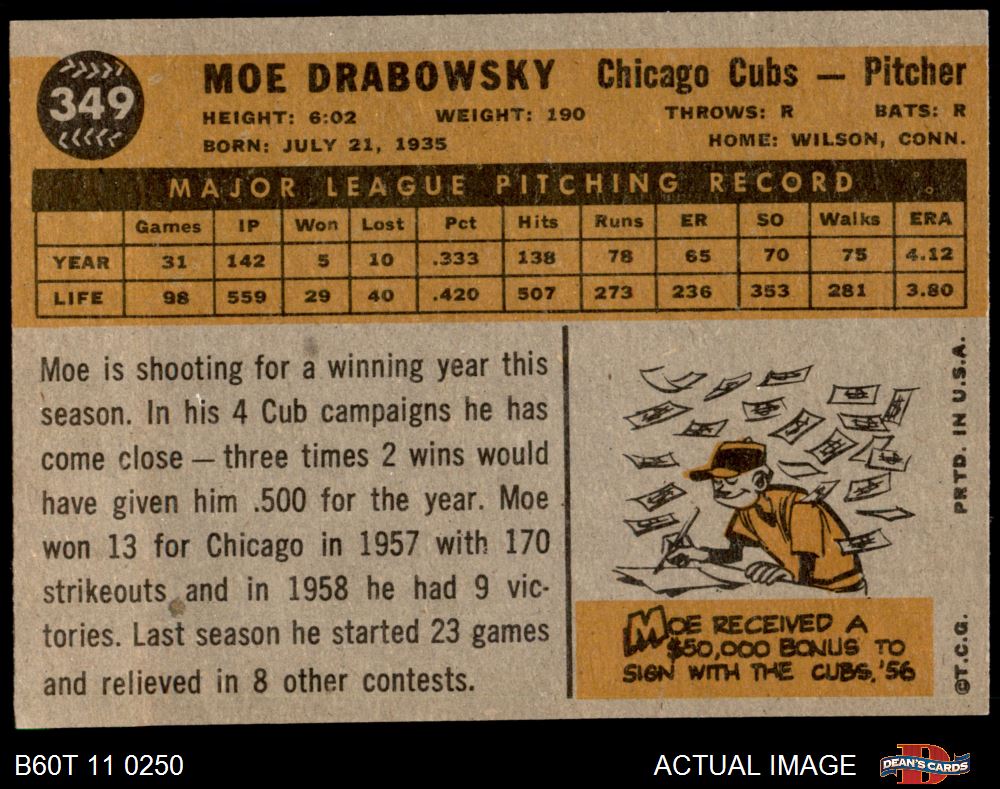 349
MOE DRABOWSKY Chicago Cubs — Pitcher
HEIGHT: 6:02 WEIGHT: 190 THROWS: R BATS: R
BORN: JULY 21, 1935 HOME: WILSON, CONN.
MAJOR LEAGUE PITCHING RECORD
Games IP Won Lost Pct Hits Runs ER SO Walks ERA
YEAR 31 142 5 10 .333 138 78 65 70 75 4.12
LIFE 98 559 29 40 .420 507 273 236 353 281 3.80
Moe is shooting for a winning year this
season. In his 4 Cub campaigns he has
come close — three times 2 wins would
have given him .500 for the year. Moe
won 13 for Chicago in 1957 with 170
strikeouts and in 1958 he had 9 vic-
tories. Last season he started 23 games
and relieved in 8 other contests.
MOE RECEIVED A
$50,000 BONUS TO
SIGN WITH THE CUBS, '56
PRTD. IN U.S.A.
©T.C.G.
B60T 11 0250 ACTUAL IMAGE
D
DEAN'S CARDS